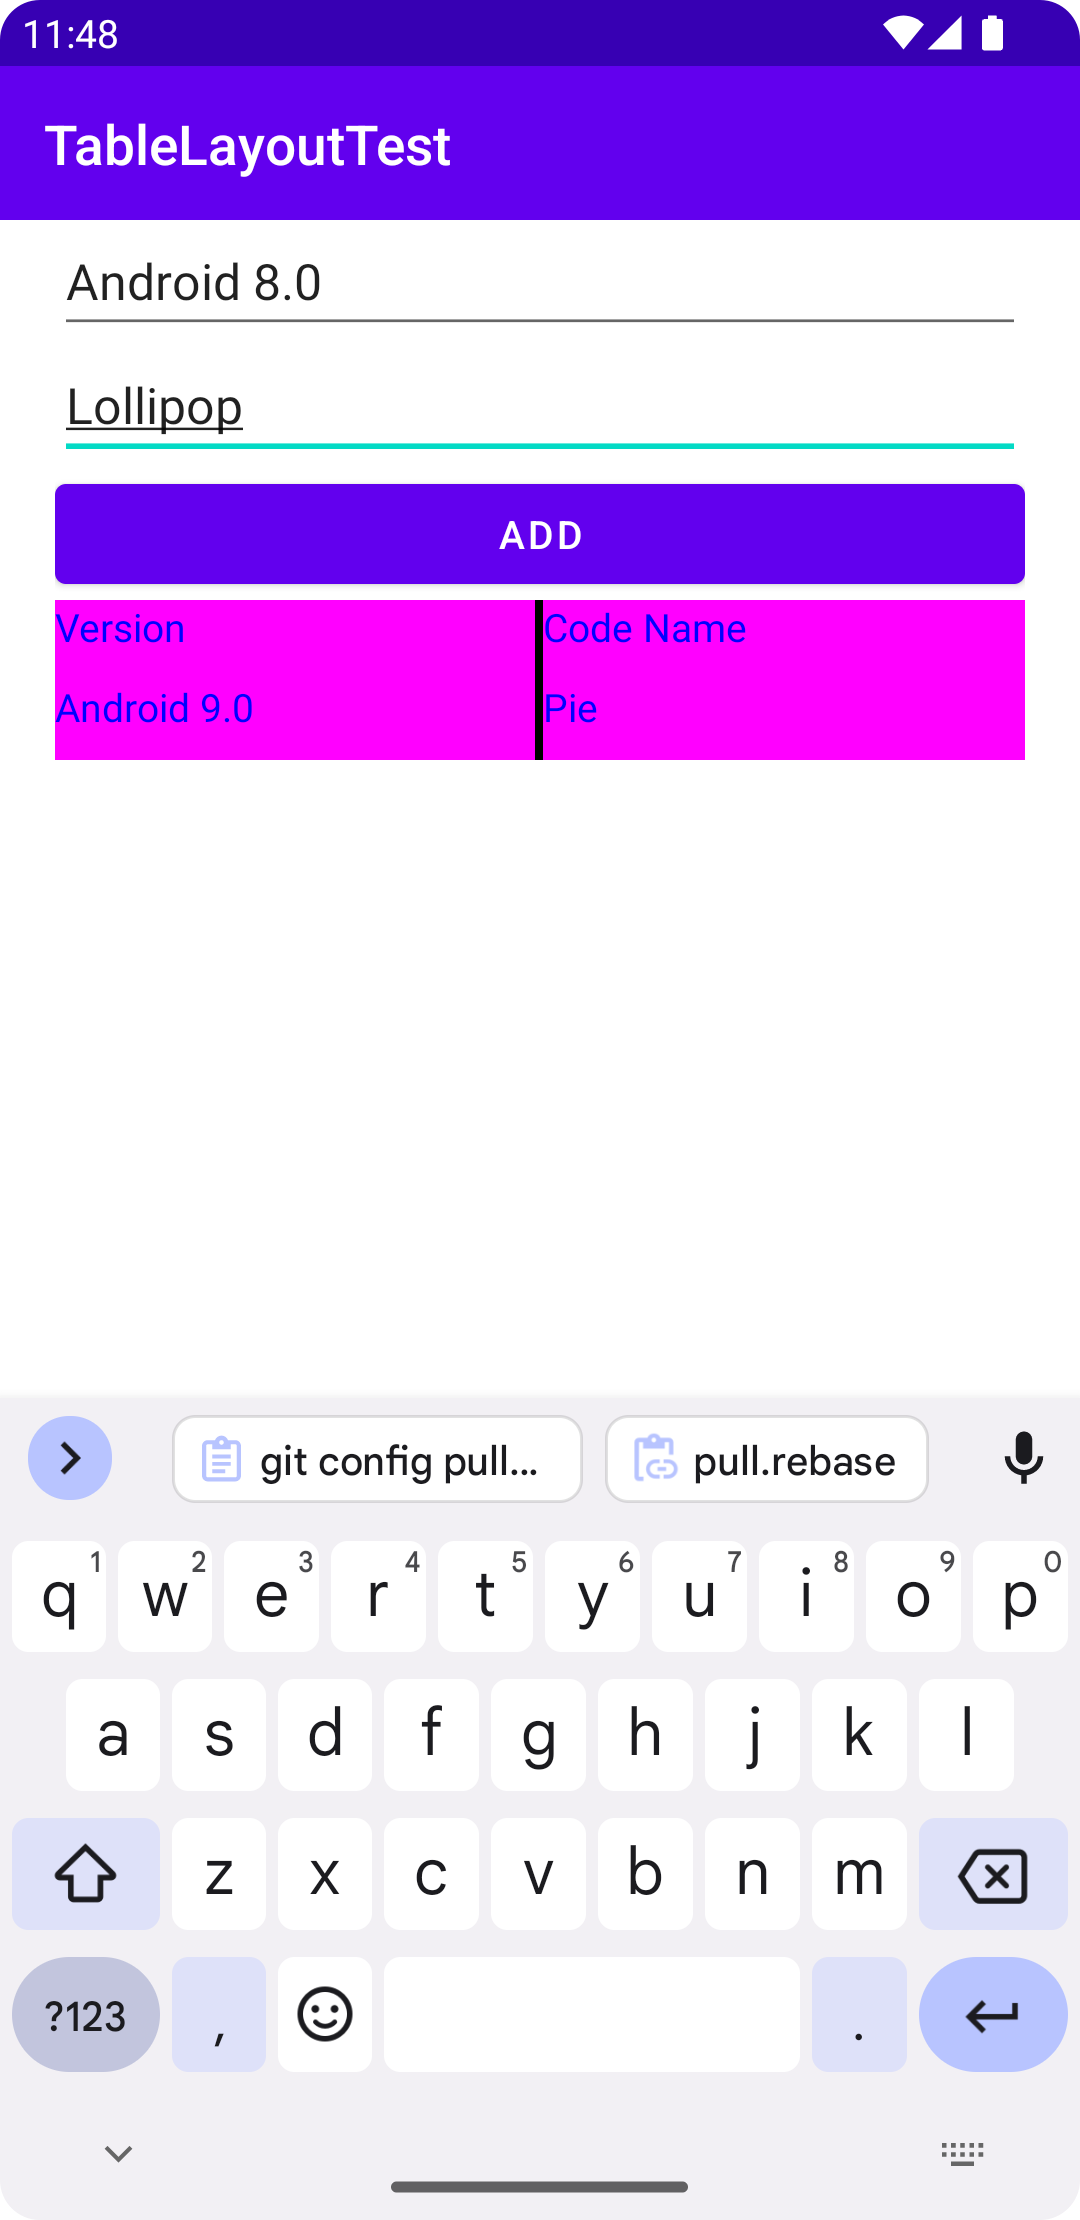 11:48
TableLayoutTest
Android 8.0
Lollipop
ADD
Version Code Name
Android 9.0 Pie
git config pull... pull.rebase
q 1 w 2 e 3 r 4 t 5 y 6 u 7 i 8 o 9 p 0
a s d f g h j k l
z x c v b n m
?123 , .